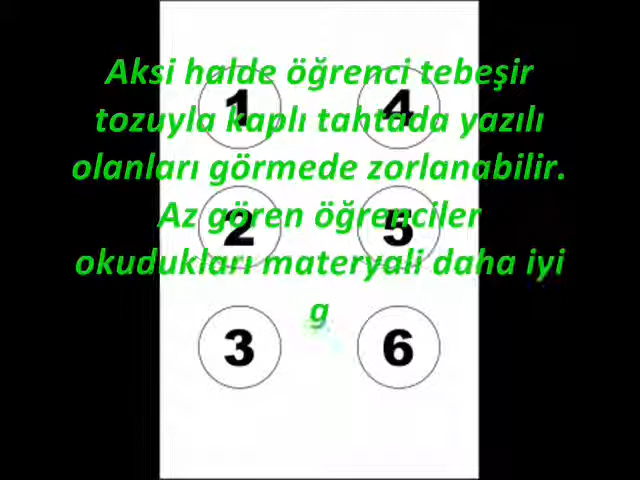 Aksi halde öğrenci tebeşir
tozuyla kaplı tahtada yazılı
olanları görmede zorlanabilir.
Az gören öğrenciler
okudukları materyali daha iyi
g
1 4
2 5
3 6